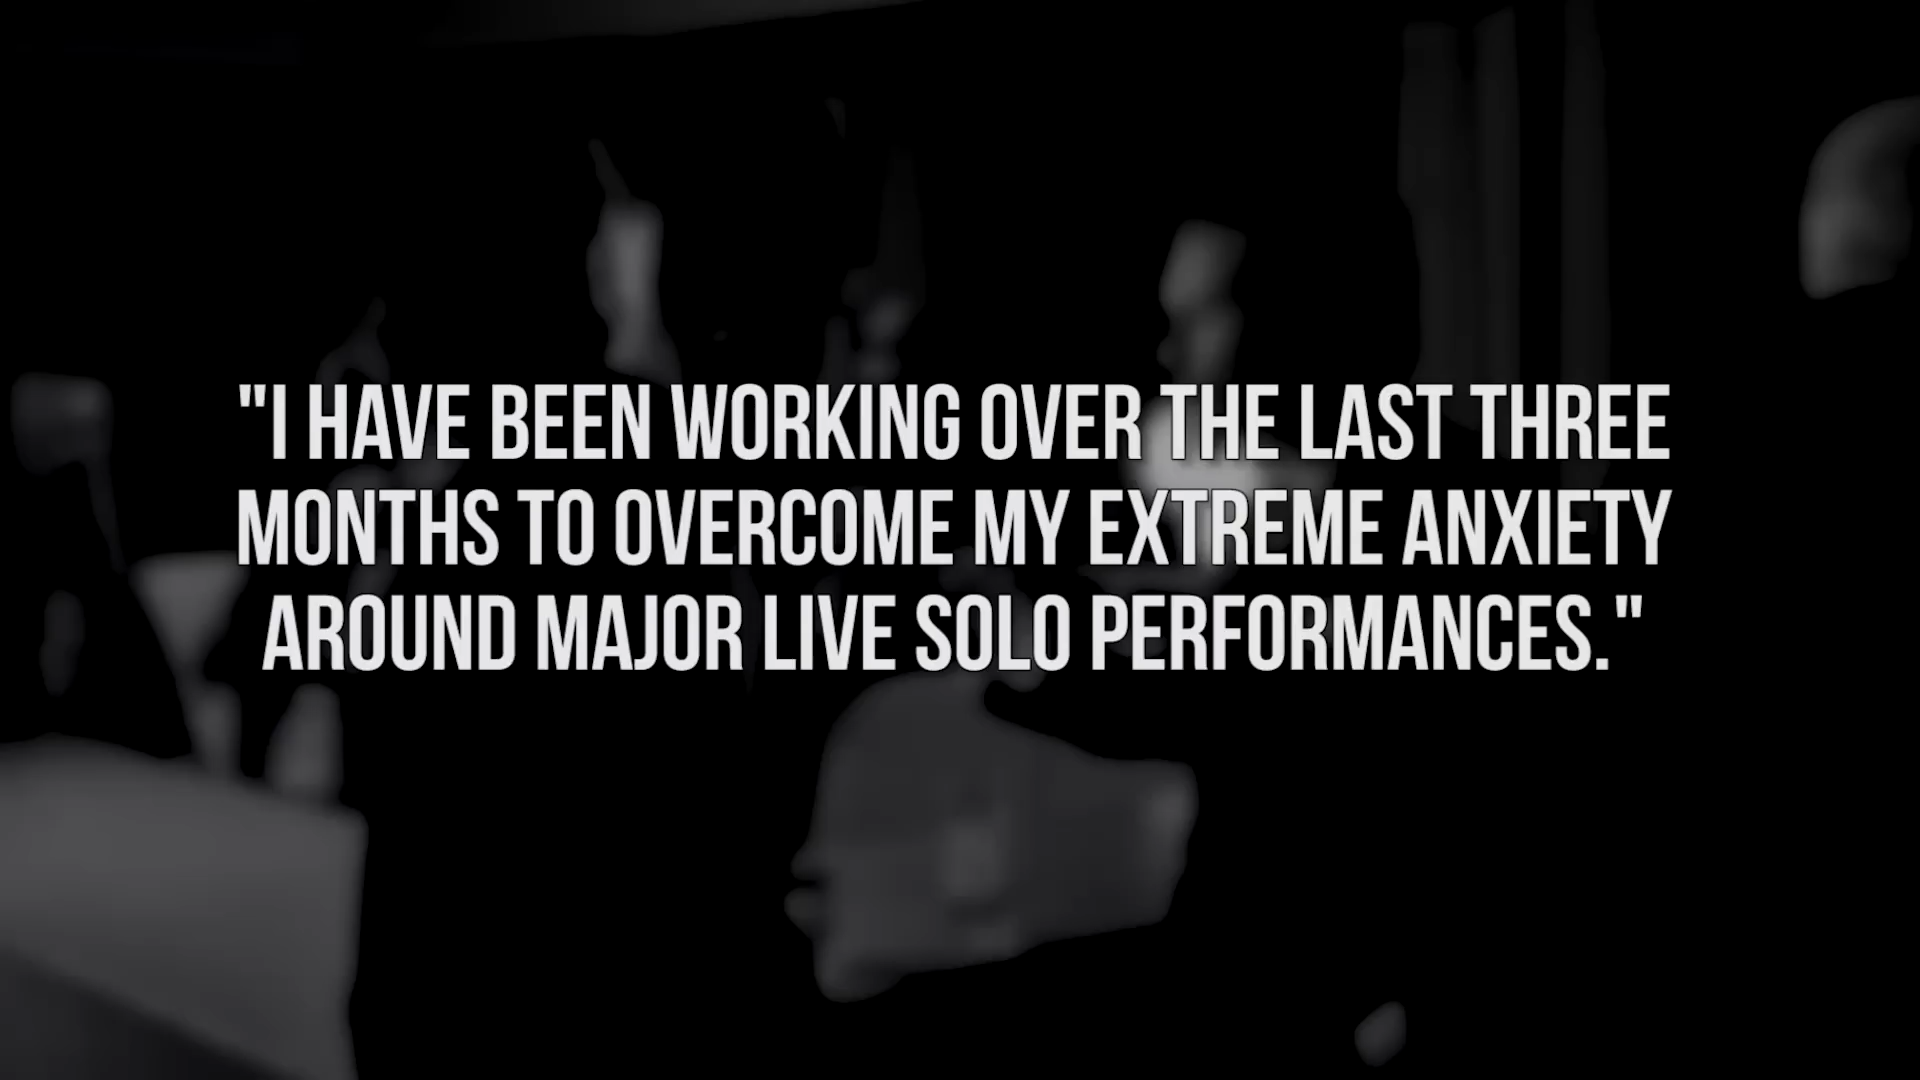 "I HAVE BEEN WORKING OVER THE LAST THREE
MONTHS TO OVERCOME MY EXTREME ANXIETY
AROUND MAJOR LIVE SOLO PERFORMANCES."